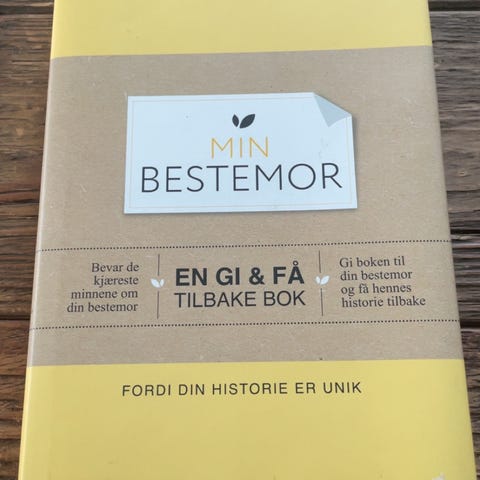 MIN
BESTEMOR
Bevar de
kjæreste
minnene om
din bestemor
EN GI & FÅ
TILBAKE BOK
Gi boken til
din bestemor
og få hennes
historie tilbake
FORDI DIN HISTORIE ER UNIK